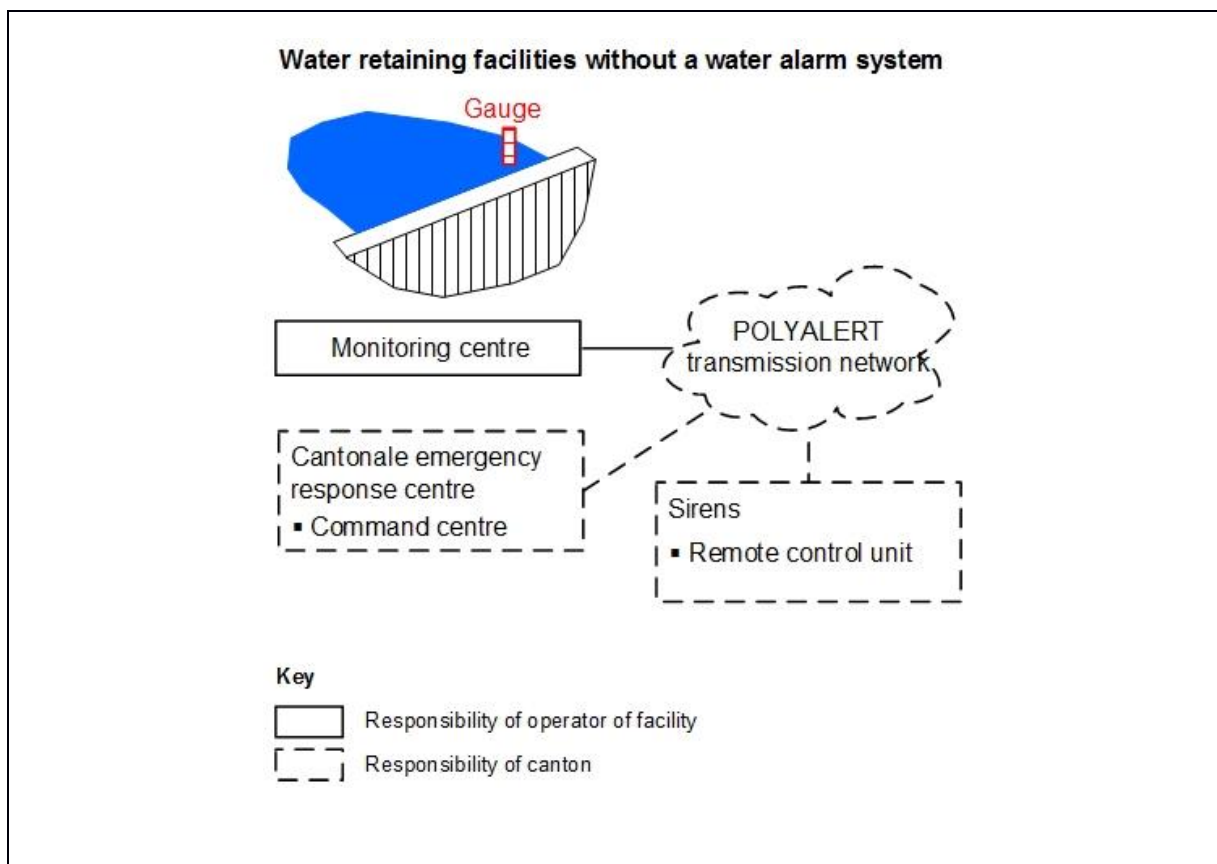 Water retaining facilities without a water alarm system
Gauge
Monitoring centre
POLYALERT
transmission network
Cantonale emergency
response centre
▪ Command centre
Sirens
▪ Remote control unit
Key
Responsibility of operator of facility
Responsibility of canton